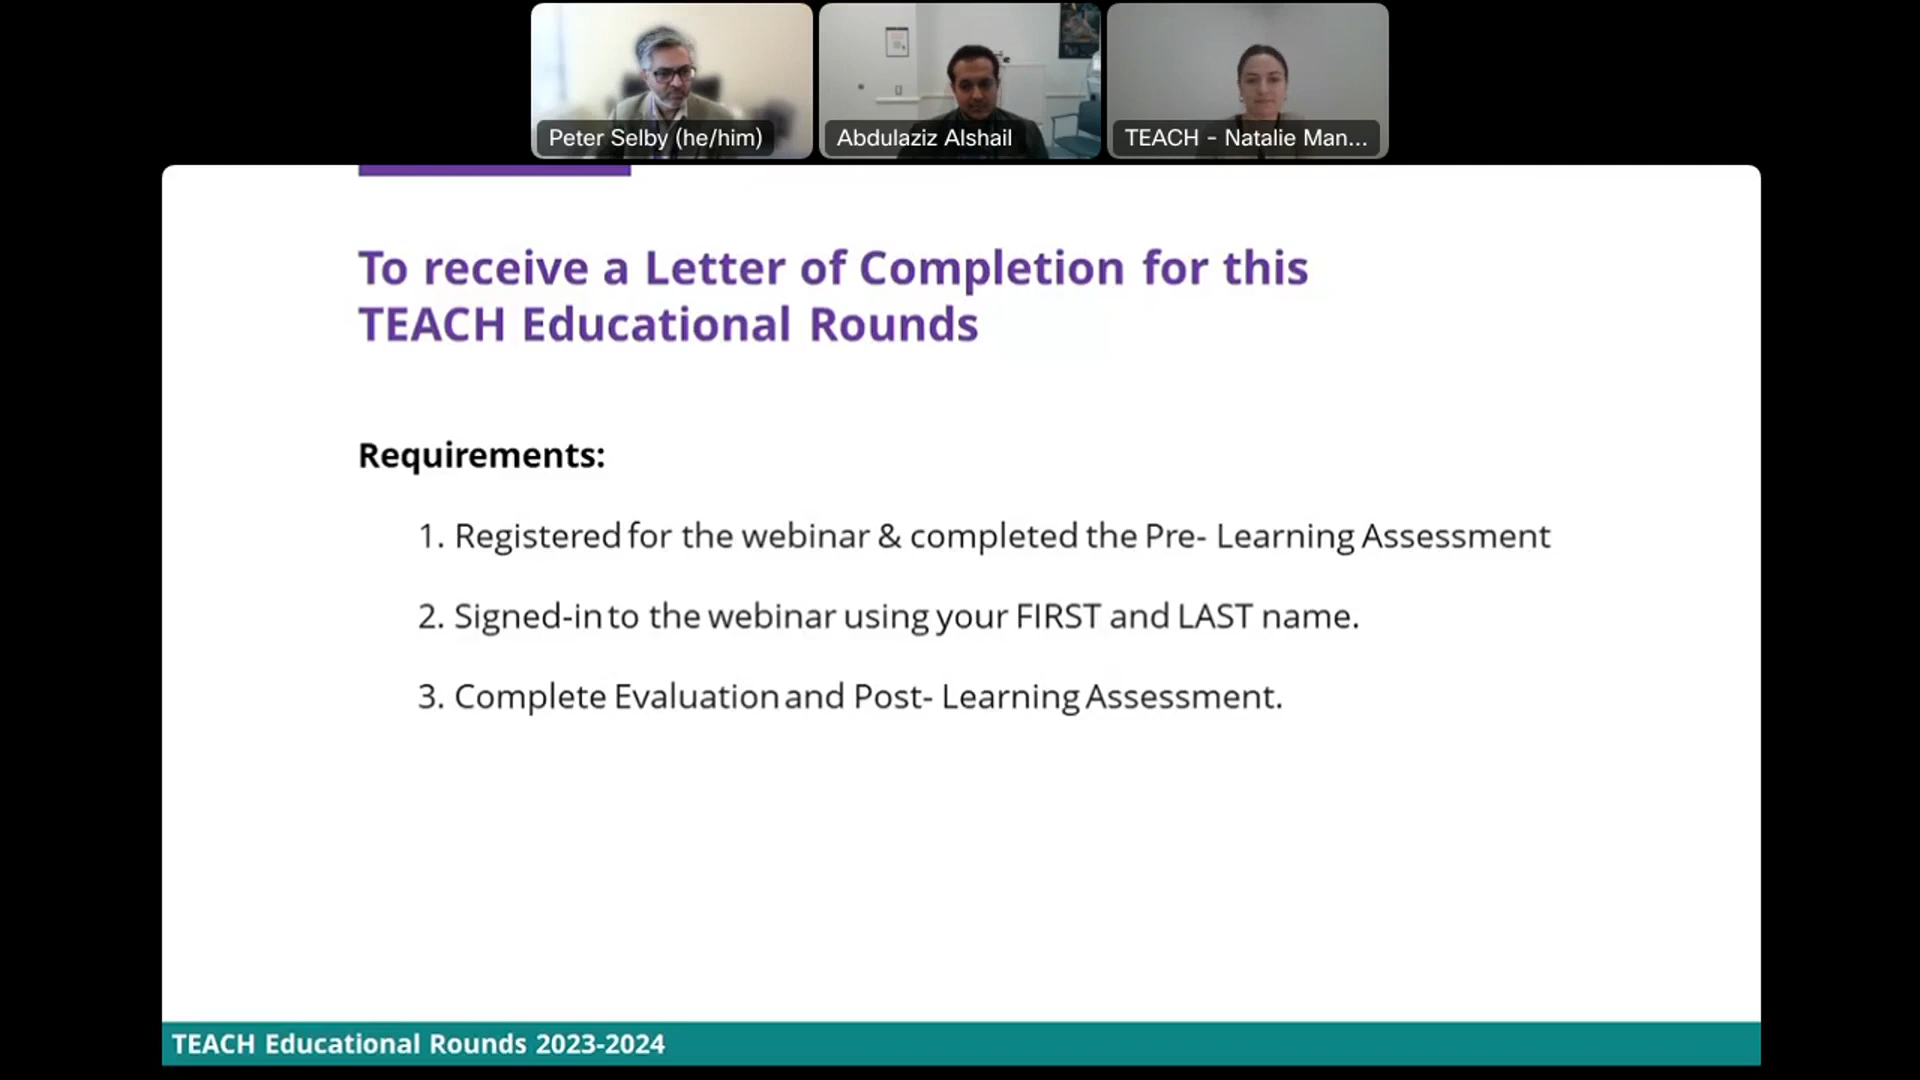 Peter Selby (he/him)
Abdulaziz Alshail
TEACH - Natalie Man...
To receive a Letter of Completion for this
TEACH Educational Rounds
Requirements:
1. Registered for the webinar & completed the Pre- Learning Assessment
2. Signed-in to the webinar using your FIRST and LAST name.
3. Complete Evaluation and Post- Learning Assessment.
TEACH Educational Rounds 2023-2024